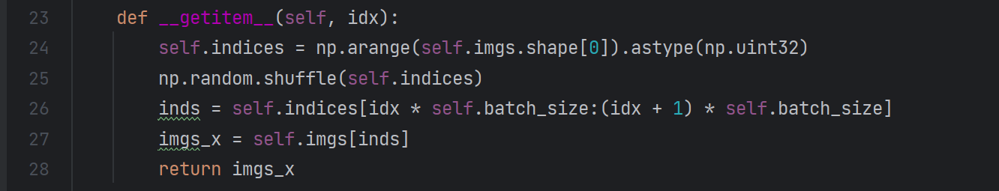 23 def __getitem__(self, idx):
24 self.indices = np.arange(self.imgs.shape[0]).astype(np.uint32)
25 np.random.shuffle(self.indices)
26 inds = self.indices[idx * self.batch_size:(idx + 1) * self.batch_size]
27 imgs_x = self.imgs[inds]
28 return imgs_x